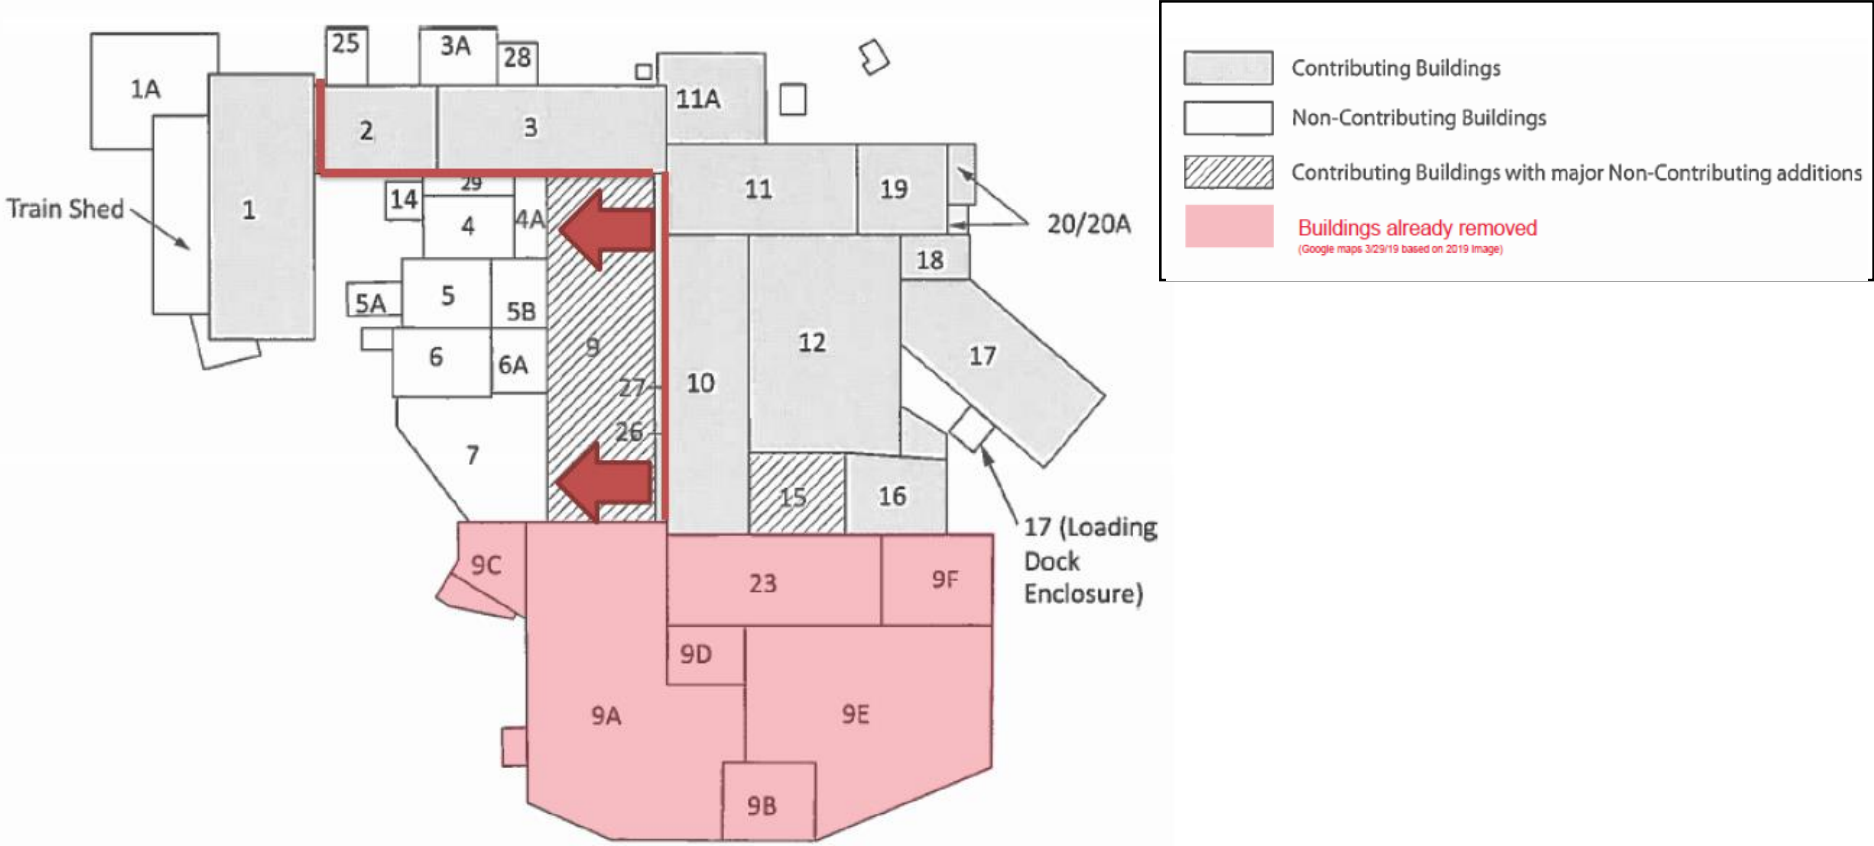 25
3A
28
1A
11A
2
3
Train Shed
1
14
29
4
4A
11
19
20/20A
18
5A
5
5B
6
6A
9
27
26
10
12
17
7
15
16
17 (Loading
Dock
Enclosure)
9C
23
9F
9D
9A
9E
9B
Contributing Buildings
Non-Contributing Buildings
Contributing Buildings with major Non-Contributing additions
Buildings already removed
(Google maps 3/29/19 based on 2019 Image)